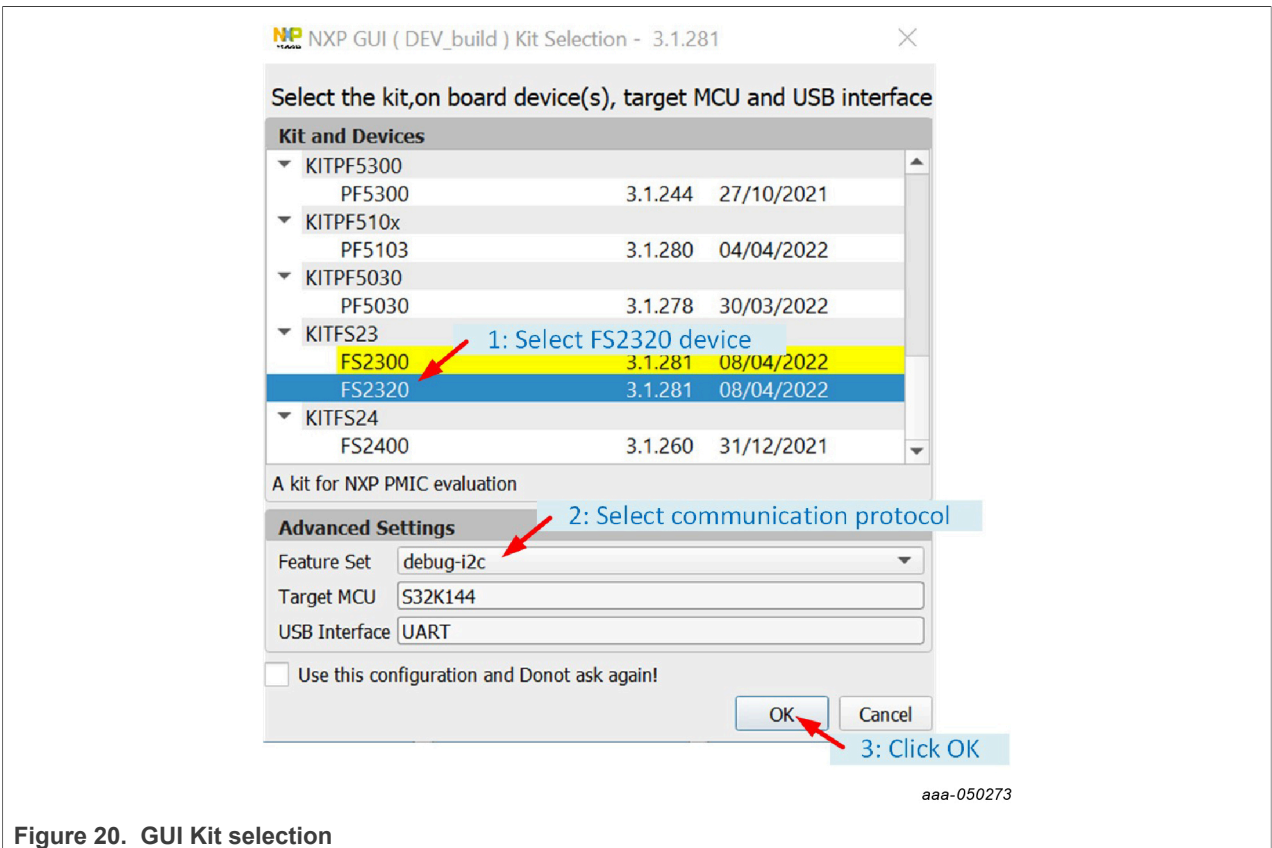 NXP NXP GUI ( DEV_build ) Kit Selection - 3.1.281
Select the kit,on board device(s), target MCU and USB interface
Kit and Devices
KITPF5300
PF5300 3.1.244 27/10/2021
KITPF510x
PF5103 3.1.280 04/04/2022
KITPF5030
PF5030 3.1.278 30/03/2022
KITFS23
1: Select FS2320 device
FS2300 3.1.281 08/04/2022
FS2320 3.1.281 08/04/2022
KITFS24
FS2400 3.1.260 31/12/2021
A kit for NXP PMIC evaluation
2: Select communication protocol
Advanced Settings
Feature Set debug-i2c
Target MCU S32K144
USB Interface UART
Use this configuration and Donot ask again!
OK Cancel
3: Click OK
aaa-050273
Figure 20. GUI Kit selection